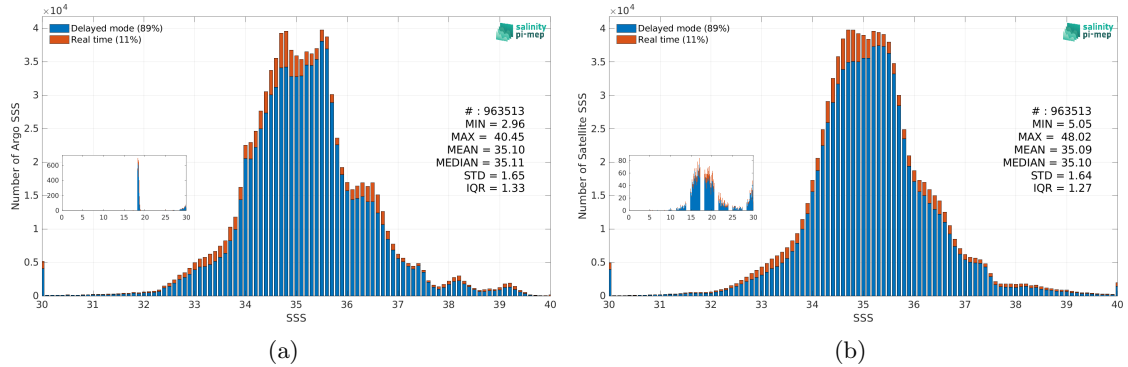 ×10⁴
Delayed mode (89%)
Real time (11%)
salinity
pi-mep
Number of Argo SSS
4
3.5
3
2.5
2
1.5
1
0.5
0
# : 963513
MIN = 2.96
MAX = 40.45
MEAN = 35.10
MEDIAN = 35.11
STD = 1.65
IQR = 1.33
600
400
200
0
0 5 10 15 20 25 30
30 31 32 33 34 35 36 37 38 39 40
SSS
(a)
×10⁴
Delayed mode (89%)
Real time (11%)
salinity
pi-mep
Number of Satellite SSS
4
3.5
3
2.5
2
1.5
1
0.5
0
# : 963513
MIN = 5.05
MAX = 48.02
MEAN = 35.09
MEDIAN = 35.10
STD = 1.64
IQR = 1.27
80
60
40
20
0
0 5 10 15 20 25 30
30 31 32 33 34 35 36 37 38 39 40
SSS
(b)